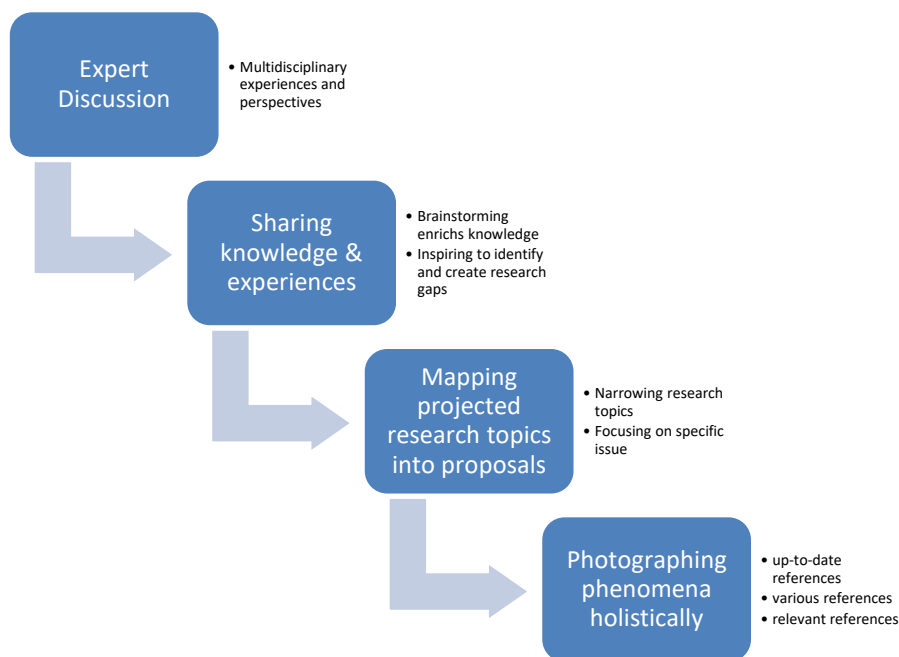 Expert
Discussion
• Multidisciplinary
experiences and
perspectives
Sharing
knowledge &
experiences
• Brainstorming
enrichs knowledge
• Inspiring to identify
and create research
gaps
Mapping
projected
research topics
into proposals
• Narrowing research
topics
• Focusing on specific
issue
Photographing
phenomena
holistically
• up-to-date
references
• various references
• relevant references